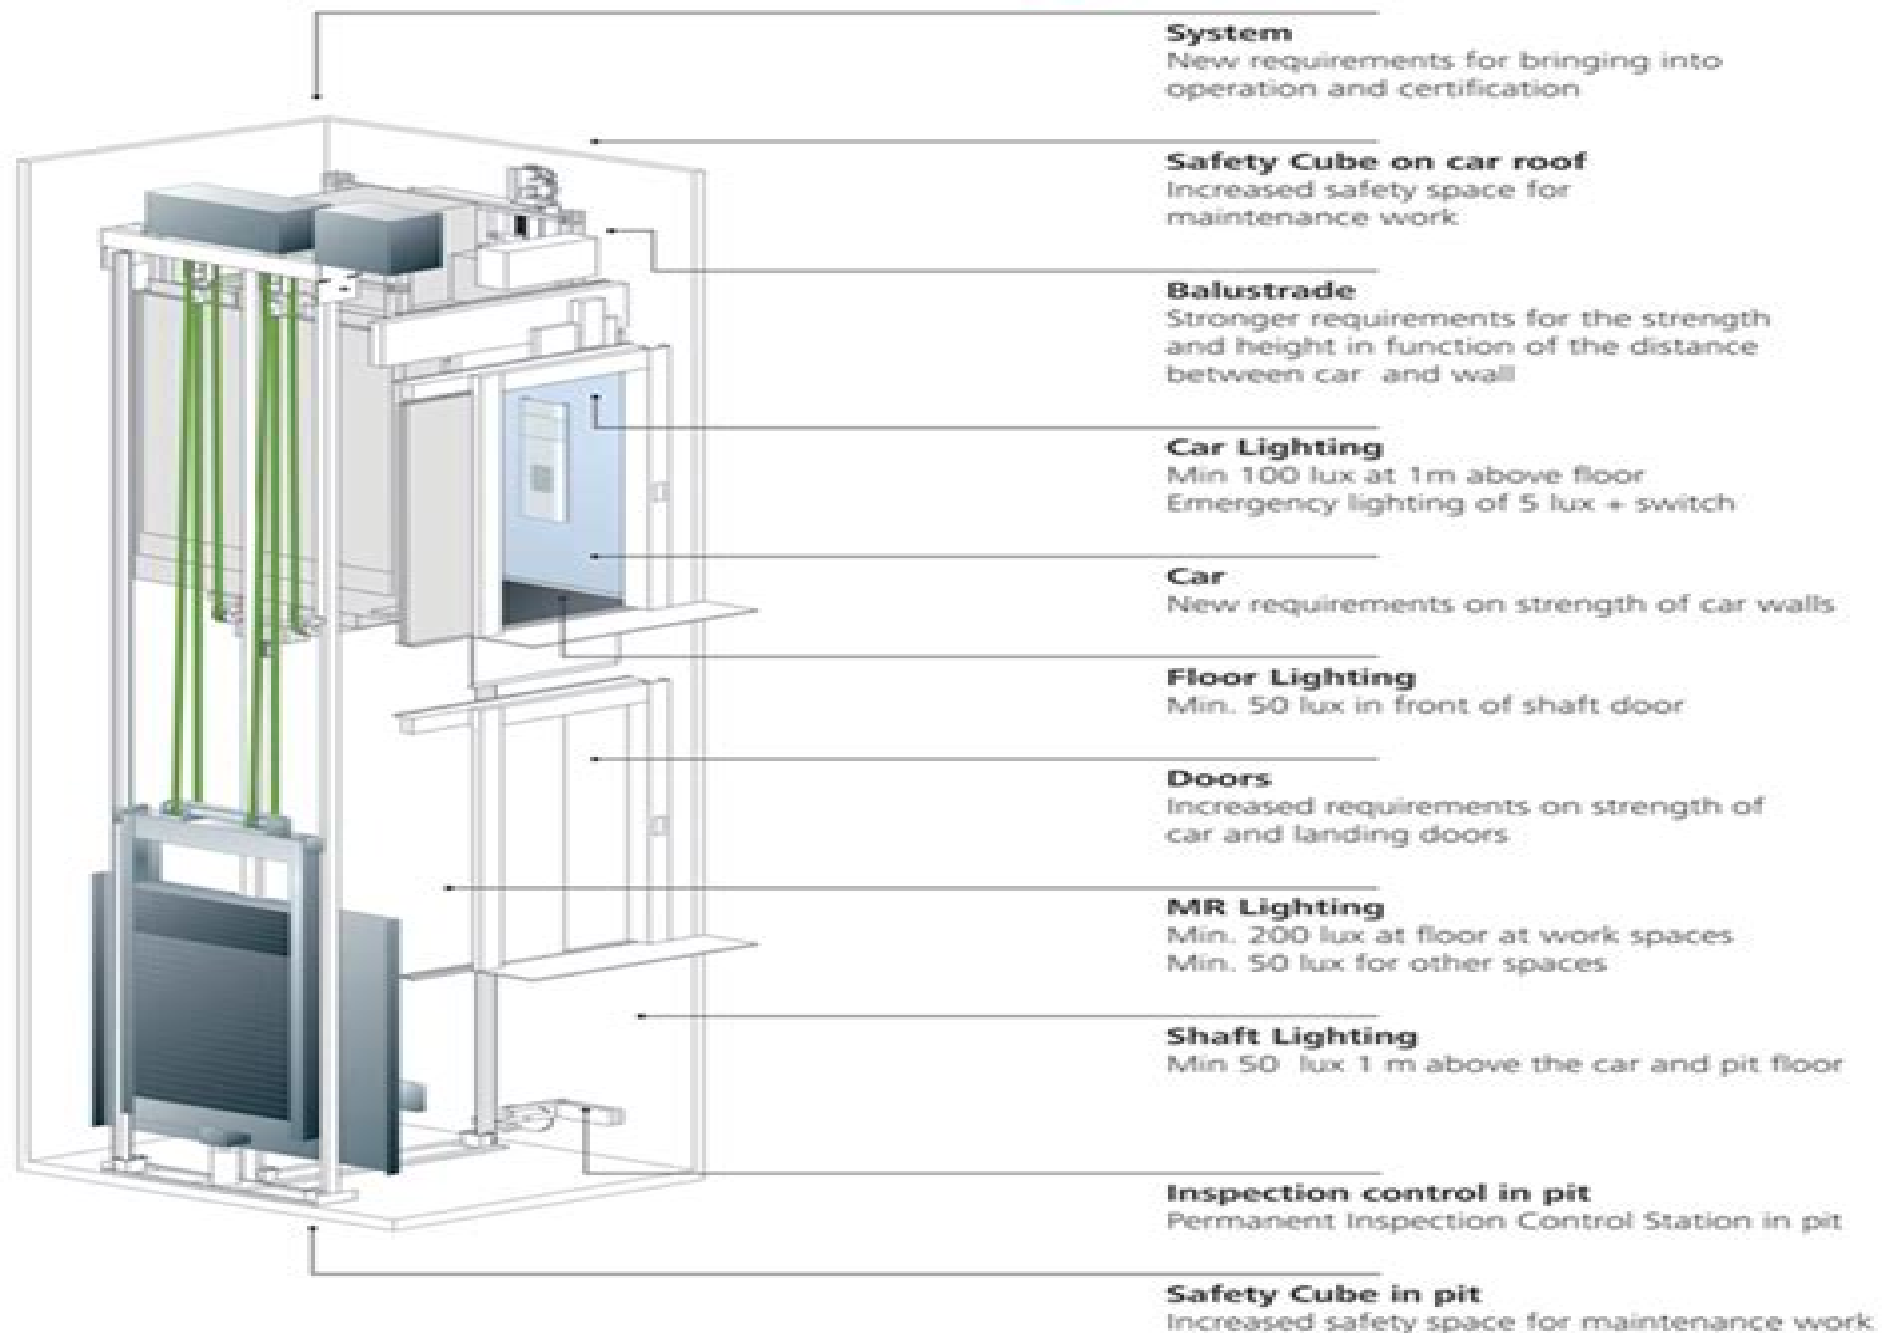 System
New requirements for bringing into
operation and certification
Safety Cube on car roof
Increased safety space for
maintenance work
Balustrade
Stronger requirements for the strength
and height in function of the distance
between car and wall
Car Lighting
Min 100 lux at 1m above floor
Emergency lighting of 5 lux + switch
Car
New requirements on strength of car walls
Floor Lighting
Min. 50 lux in front of shaft door
Doors
Increased requirements on strength of
car and landing doors
MR Lighting
Min. 200 lux at floor at work spaces
Min. 50 lux for other spaces
Shaft Lighting
Min 50 lux 1 m above the car and pit floor
Inspection control in pit
Permanent Inspection Control Station in pit
Safety Cube in pit
Increased safety space for maintenance work